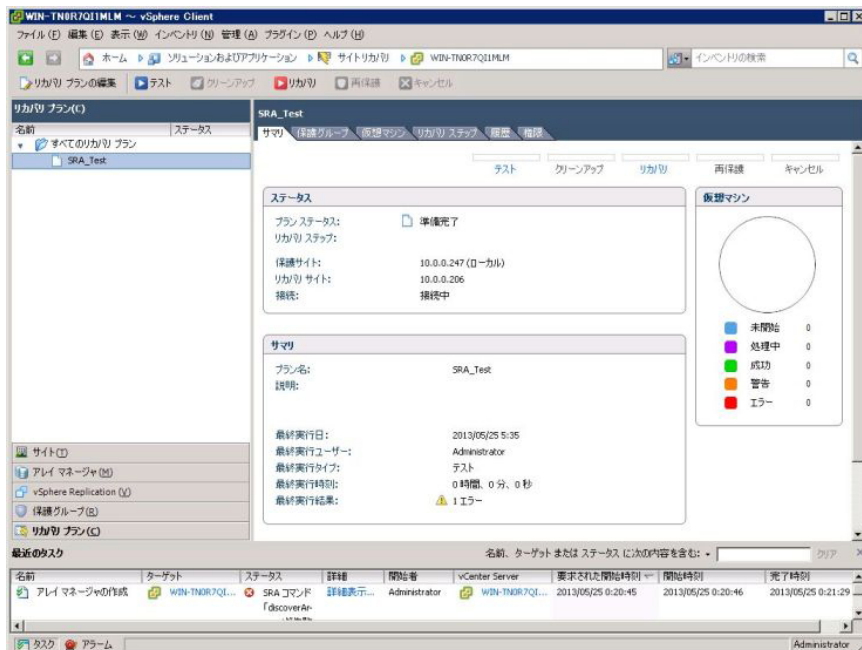 WIN-TN0R7QI1MLM ～ vSphere Client
ファイル(F) 編集(E) 表示(W) インベントリ(N) 管理(A) プラグイン(P) ヘルプ(H)
ホーム ソリューションおよびアプリケーション サイトリカバリ WIN-TN0R7QI1MLM インベントリの検索
リカバリ プランの編集 テスト クリーンアップ リカバリ 再保護 キャンセル
リカバリ プラン(C)
名前 ステータス
すべてのリカバリ プラン
SRA_Test
サイト(T)
アレイ マネージャ(M)
vSphere Replication (V)
保護グループ(R)
リカバリ プラン(C)
SRA_Test
サマリ 保護グループ 仮想マシン リカバリ ステップ 履歴 権限
テスト クリーンアップ リカバリ 再保護 キャンセル
ステータス
プラン ステータス: 準備完了
リカバリ ステップ:
保護サイト: 10.0.0.247 (ローカル)
リカバリ サイト: 10.0.0.206
接続: 接続中
サマリ
プラン名: SRA_Test
説明:
最終実行日: 2013/05/25 5:35
最終実行ユーザー: Administrator
最終実行タイプ: テスト
最終実行時刻: 0 時間、0 分、0 秒
最終実行結果: 1 エラー
仮想マシン
未開始 0
処理中 0
成功 0
警告 0
エラー 0
最近のタスク 名前、ターゲット または ステータス に次の内容を含む: クリア
名前 ターゲット ステータス 詳細 開始者 vCenter Server 要求された開始時刻 開始時刻 完了時刻
アレイ マネージャの作成 WIN-TN0R7QI... SRA コマンド 詳細表示... Administrator WIN-TN0R7QI... 2013/05/25 0:20:45 2013/05/25 0:20:46 2013/05/25 0:21:29
「discoverAr-
タスク アラーム Administrator